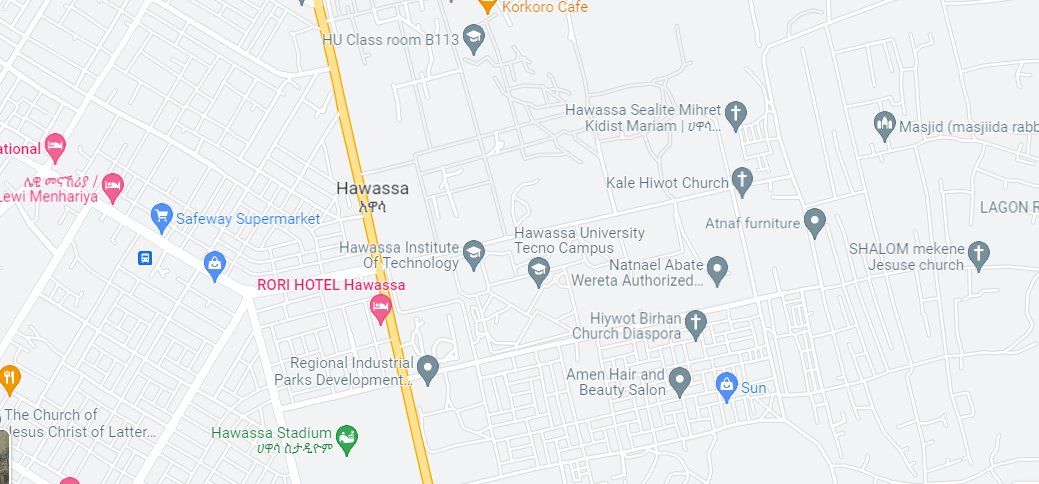 Korkoro Cafe
HU Class room B113
Hawassa Sealite Mihret
Kidist Mariam | ሀዋሳ...
Masjid (masjiida rabb
ational
ሌዊ መናኸሪያ /
Lewi Menhariya
Kale Hiwot Church
Hawassa
አዋሳ
LAGON R
Safeway Supermarket
Atnaf furniture
Hawassa University
Tecno Campus
Hawassa Institute
Of Technology
SHALOM mekene
Jesuse church
Natnael Abate
Wereta Authorized...
RORI HOTEL Hawassa
Hiywot Birhan
Church Diaspora
Regional Industrial
Parks Development...
Amen Hair and
Beauty Salon
Sun
The Church of
Jesus Christ of Latter...
Hawassa Stadium
ሀዋሳ ስታዲዮም